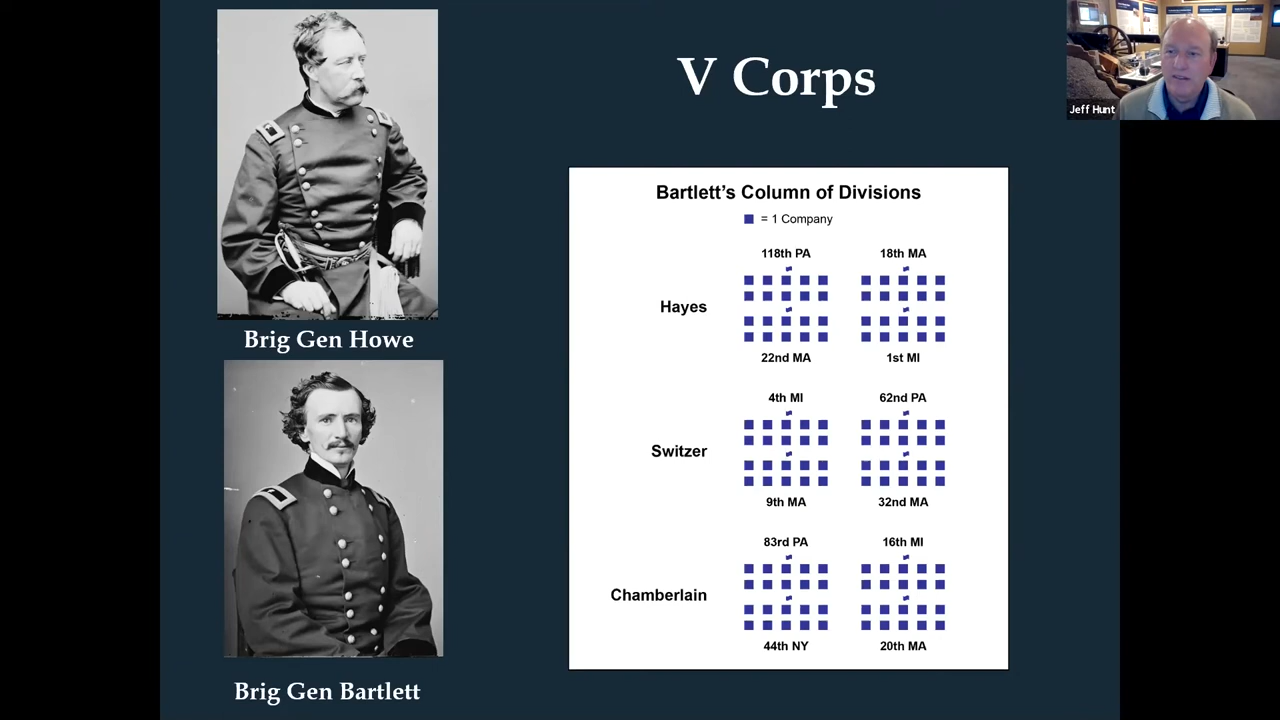 V Corps
Jeff Hunt
Brig Gen Howe
Brig Gen Bartlett
Bartlett’s Column of Divisions
= 1 Company
118th PA 18th MA
Hayes
22nd MA 1st MI
4th MI 62nd PA
Switzer
9th MA 32nd MA
83rd PA 16th MI
Chamberlain
44th NY 20th MA